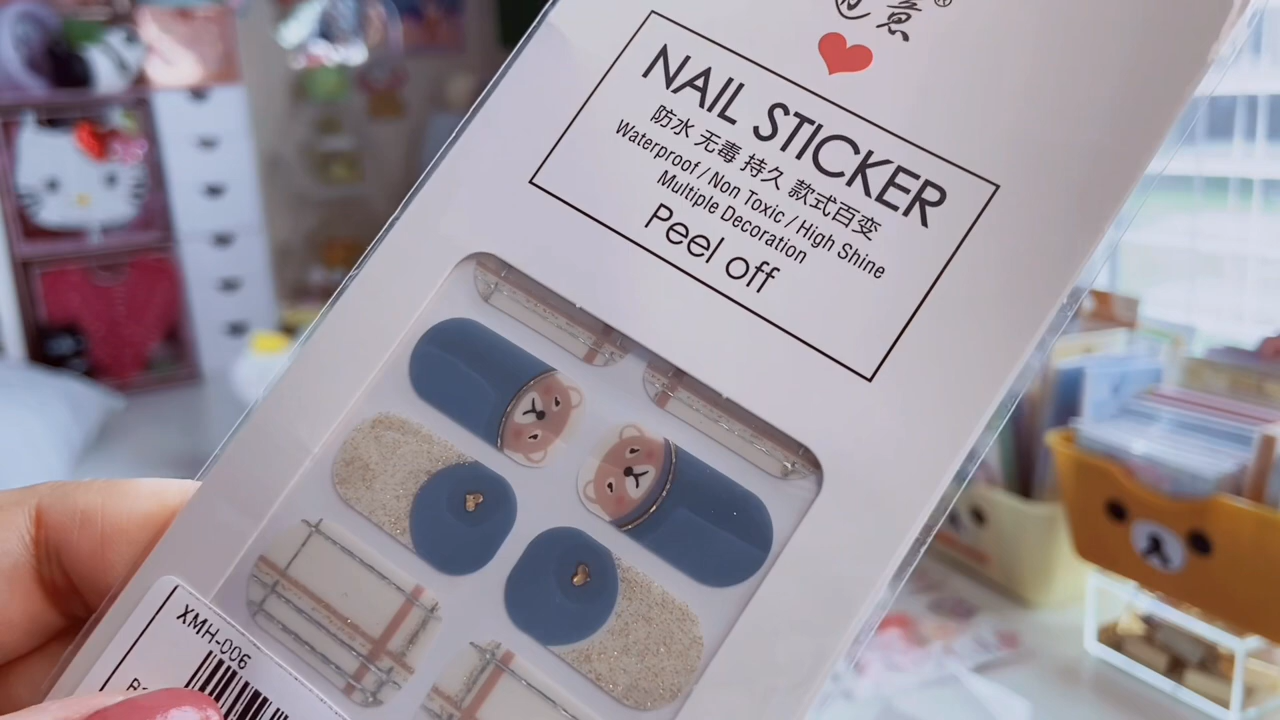 意®
NAIL STICKER
防水 无毒 持久 款式百变
Waterproof / Non Toxic / High Shine
Multiple Decoration
Peel off
XMH-006